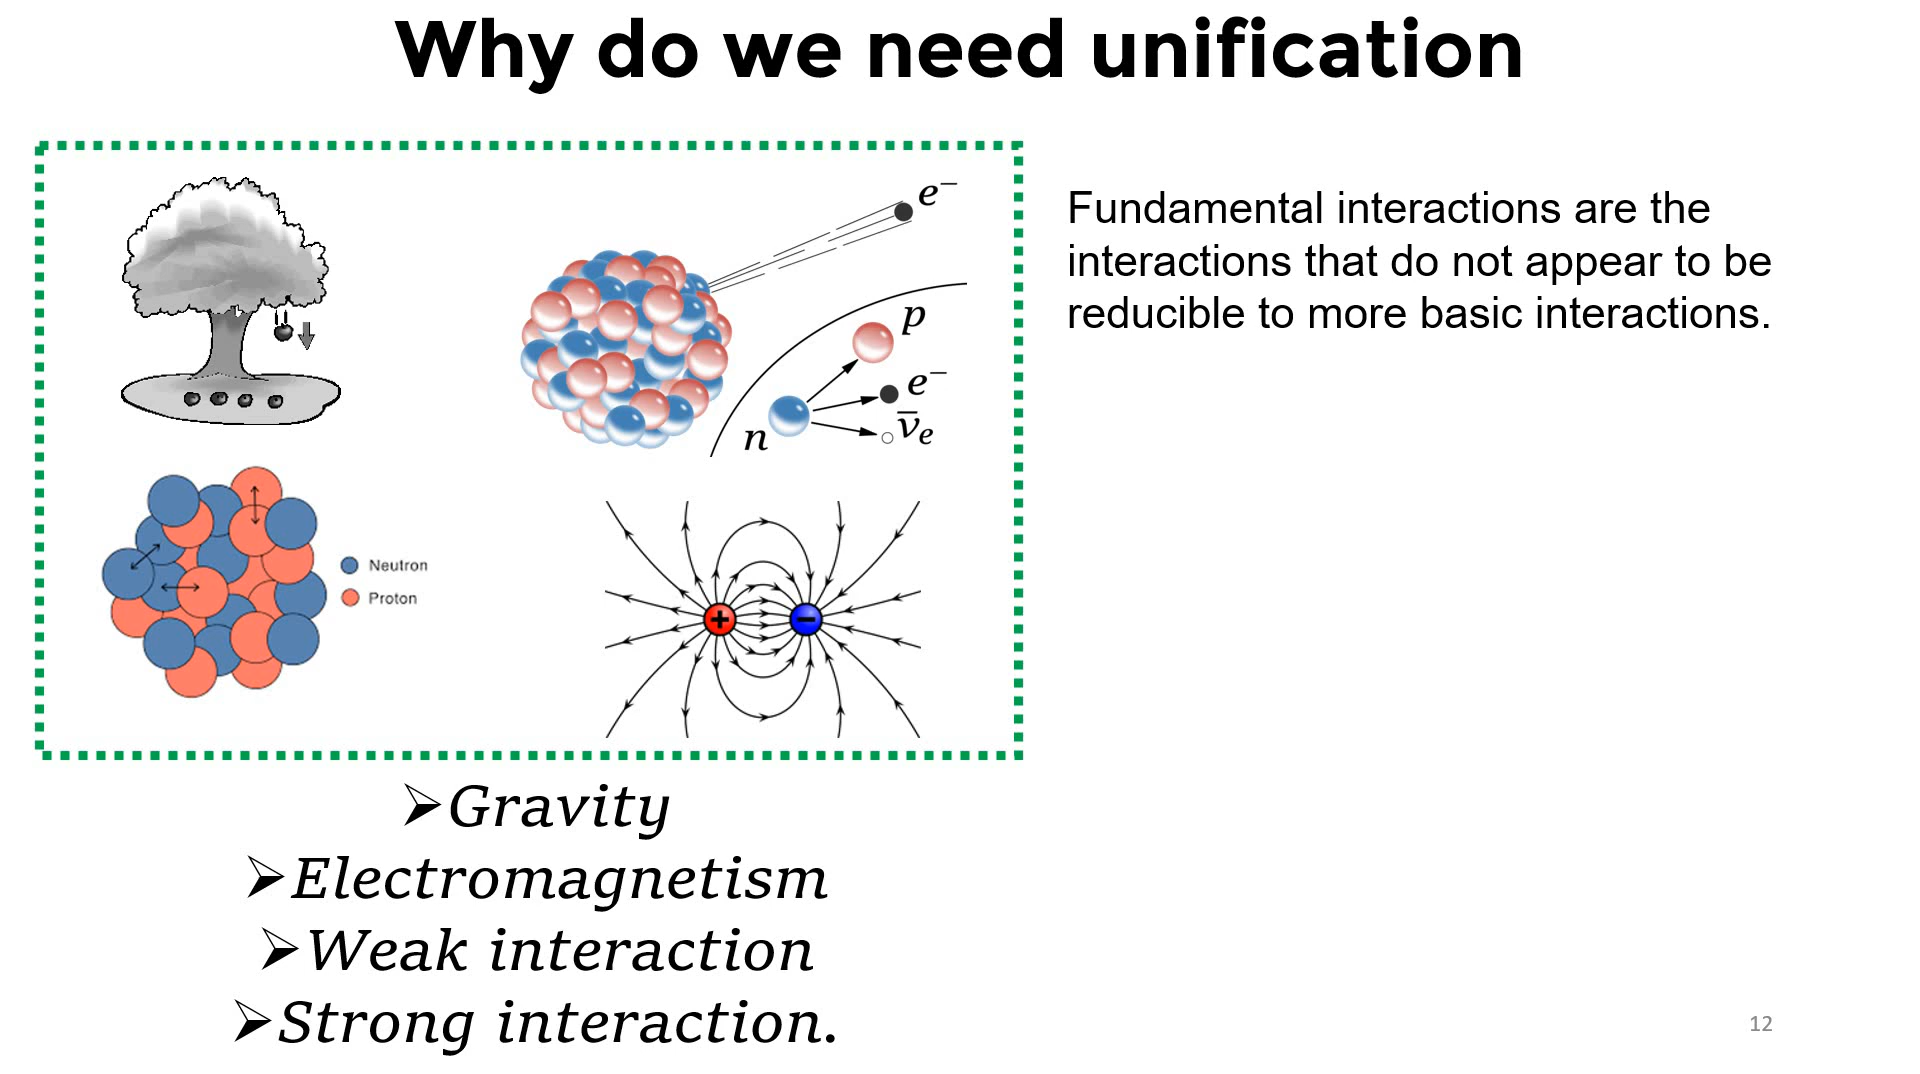 Why do we need unification
e⁻
p
e⁻
n
ν̅ₑ
Neutron
Proton
+
−
Fundamental interactions are the
interactions that do not appear to be
reducible to more basic interactions.
➢Gravity
➢Electromagnetism
➢Weak interaction
➢Strong interaction.
12